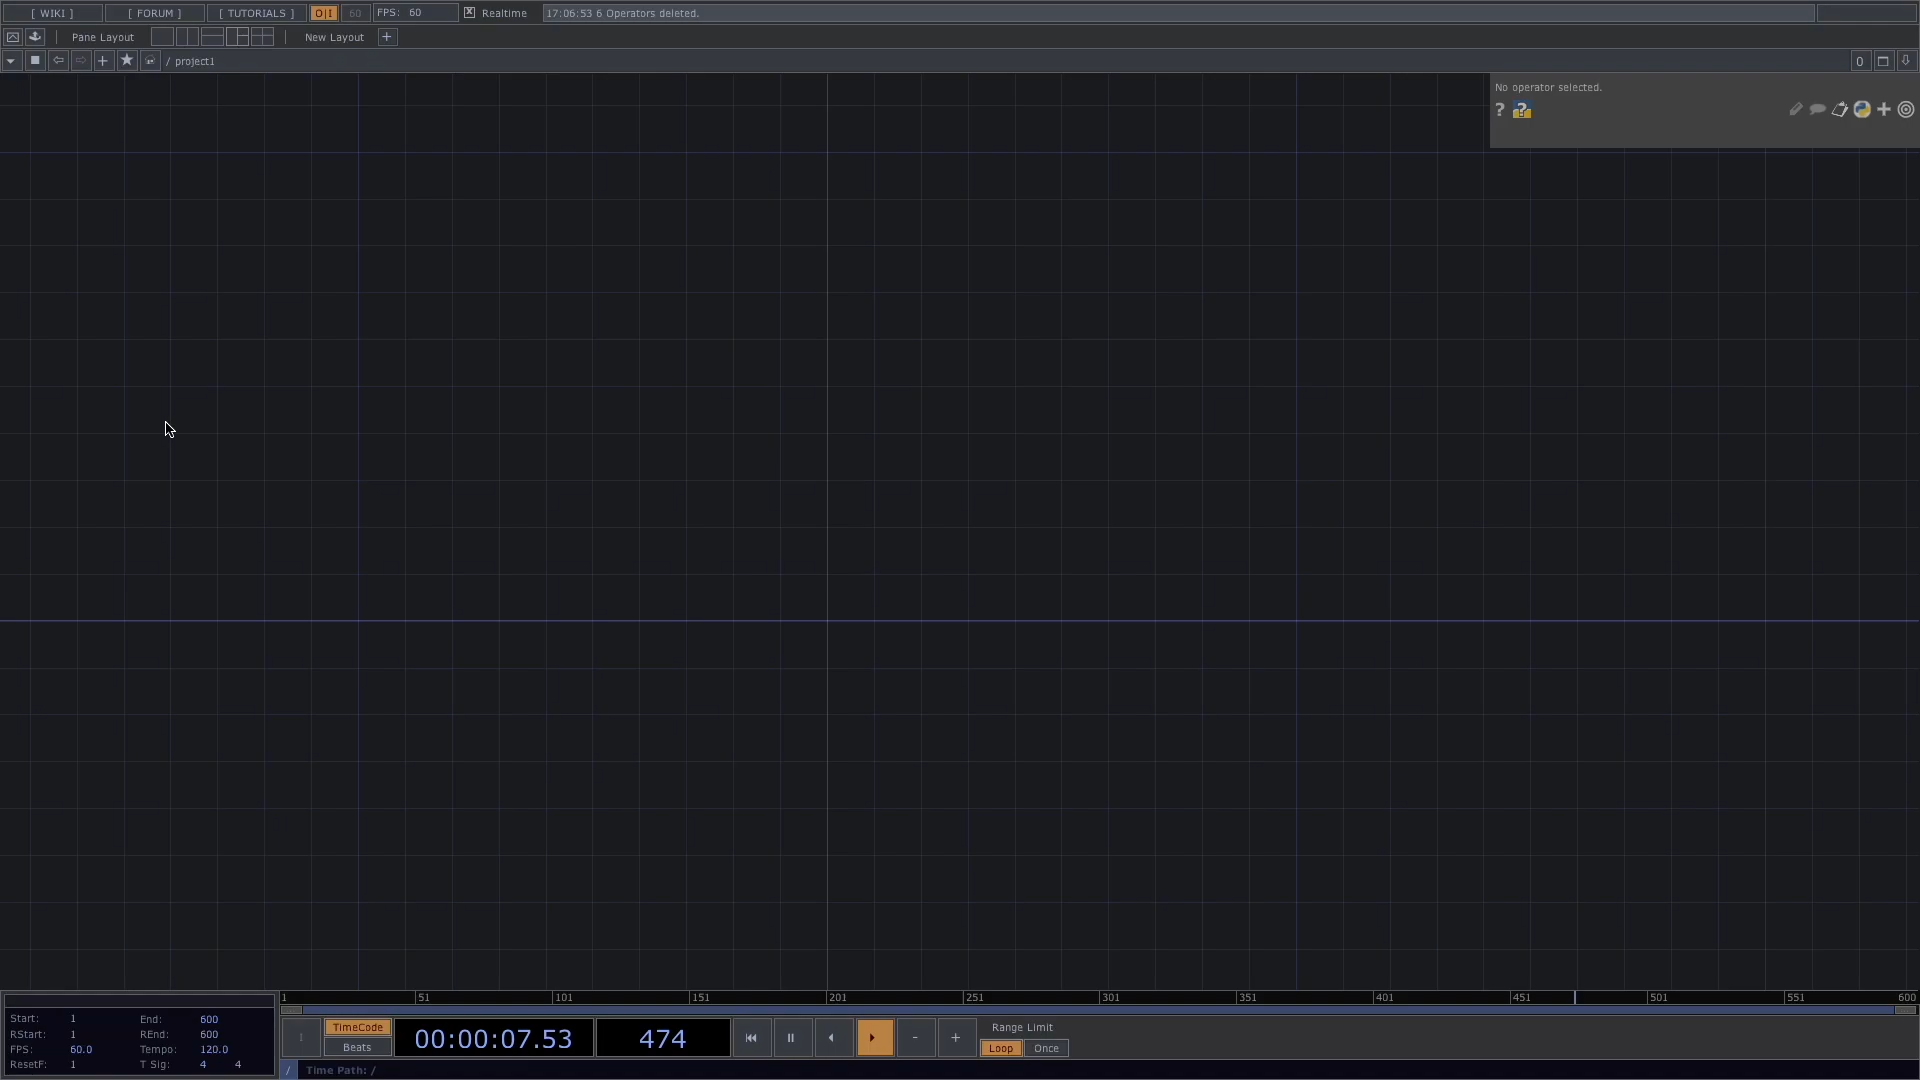 [ WIKI ] [ FORUM ] [ TUTORIALS ] O|I 60 FPS: 60 Realtime 17:06:53 6 Operators deleted.
Pane Layout New Layout +
/ project1 0
No operator selected.
? ?
1 51 101 151 201 251 301 351 401 451 501 551 600
Start: 1 End: 600
RStart: 1 REnd: 600
FPS: 60.0 Tempo: 120.0
ResetF: 1 T Sig: 4 4
1 TimeCode 00:00:07.53 474 - + Range Limit
Beats Loop Once
/ Time Path: /